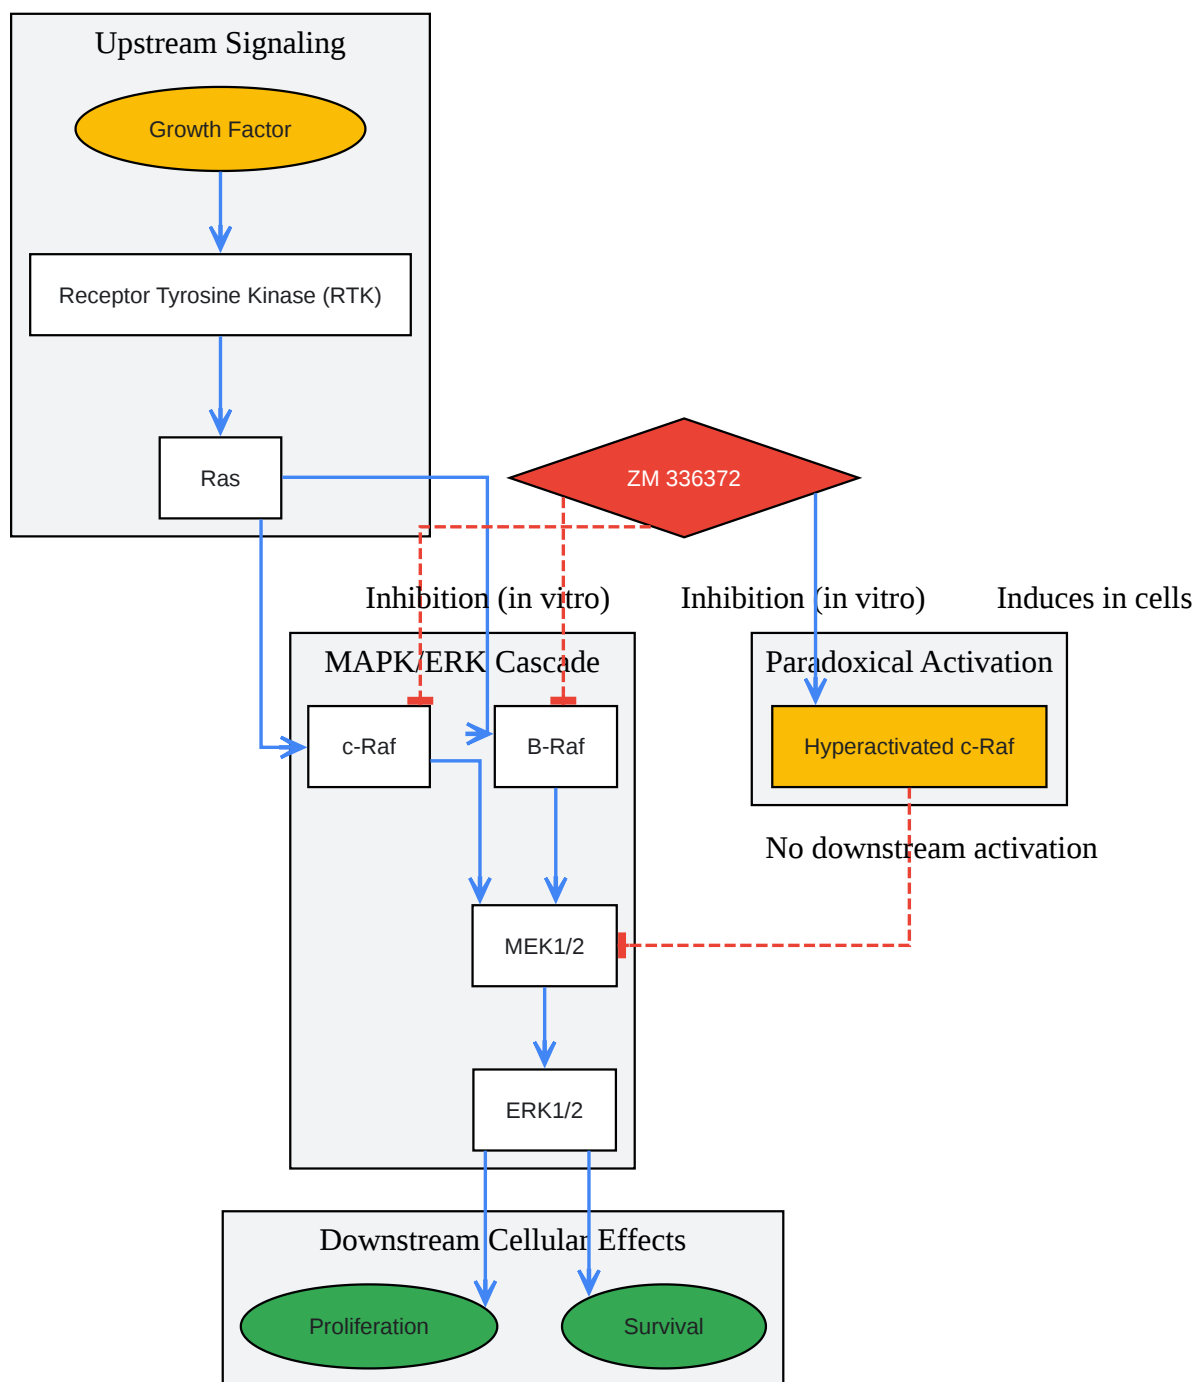 Upstream Signaling
Growth Factor
Receptor Tyrosine Kinase (RTK)
Ras
ZM 336372
Inhibition (in vitro)
Inhibition (in vitro)
Induces in cells
MAPK/ERK Cascade
Paradoxical Activation
c-Raf
B-Raf
Hyperactivated c-Raf
No downstream activation
MEK1/2
ERK1/2
Downstream Cellular Effects
Proliferation
Survival